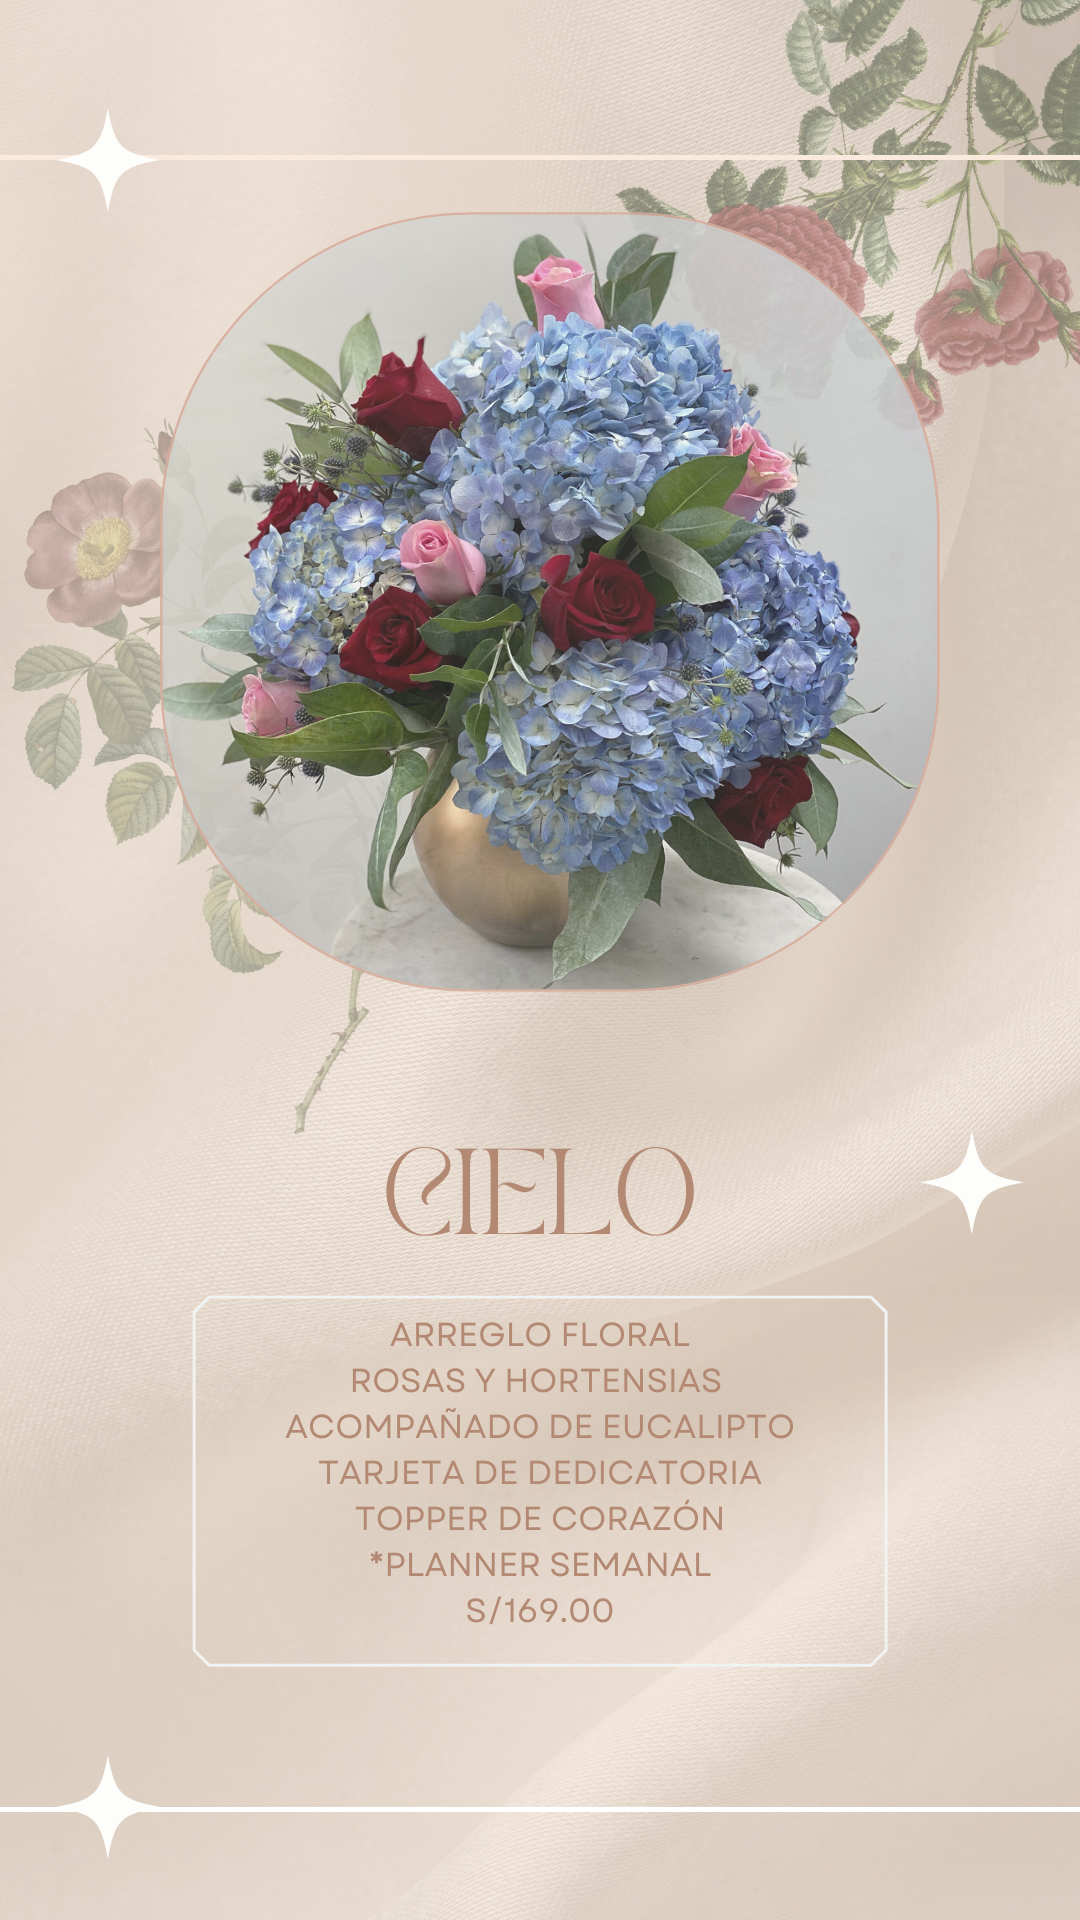 CIELO
ARREGLO FLORAL
ROSAS Y HORTENSIAS
ACOMPAÑADO DE EUCALIPTO
TARJETA DE DEDICATORIA
TOPPER DE CORAZÓN
*PLANNER SEMANAL
S/169.00